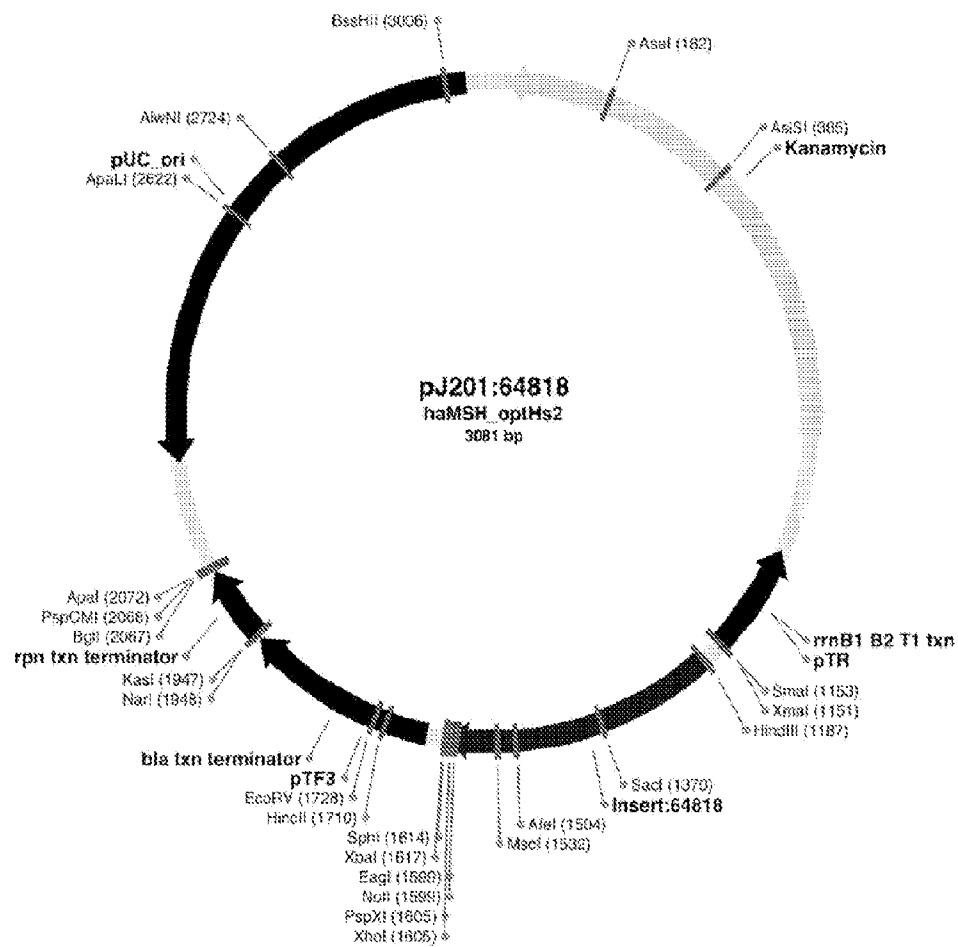 BssHII (3006)
AseI (182)
AlwNI (2724)
pUC_ori
ApaLI (2622)
AsiSI (385)
Kanamycin
pJ201:64818
haMSH_optHs2
3081 bp
ApaI (2072)
PspOMI (2068)
BglI (2067)
rpn txn terminator
KasI (1947)
NarI (1948)
rrnB1 B2 T1 txn
pTR
SmaI (1153)
XmaI (1151)
HindIII (1187)
bla txn terminator
pTF3
EcoRV (1728)
HincII (1710)
SacI (1370)
Insert:64818
AfeI (1504)
MscI (1532)
SphI (1614)
XbaI (1617)
EagI (1599)
NotI (1599)
PspXI (1605)
XhoI (1605)